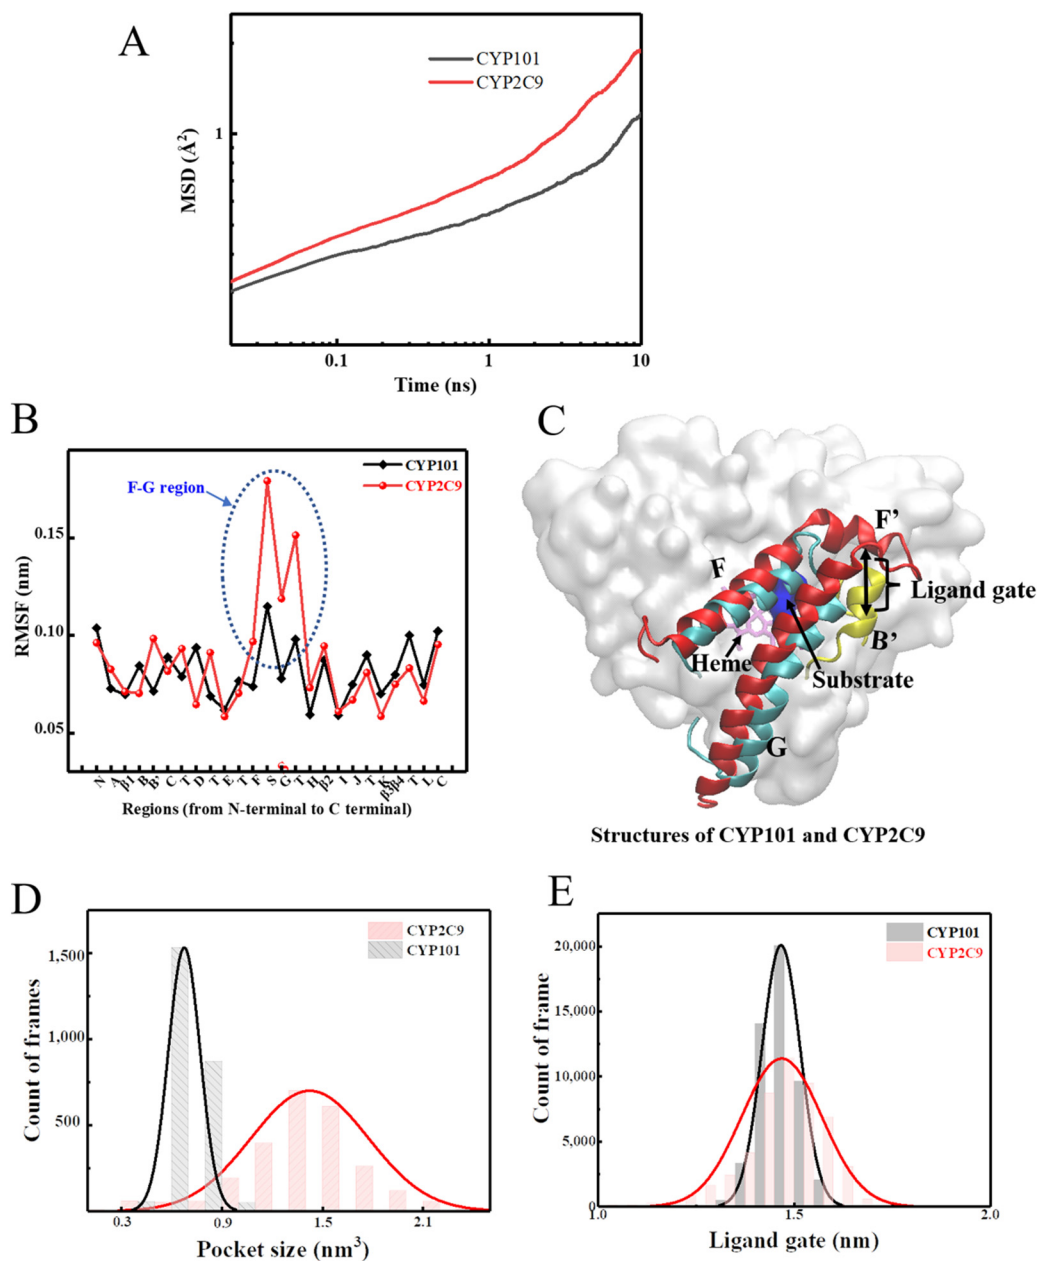 A
CYP101
CYP2C9
1
MSD (Å²)
0.1
1
10
Time (ns)
B
CYP101
CYP2C9
F-G region
0.15
0.10
0.05
RMSF (nm)
N
A
β1
B
B'
C
T
D
T
E
T
F
S
G
T
H
β2
I
J
T
K
β3
β4
T
L
C
Regions (from N-terminal to C terminal)
C
F'
F
Ligand gate
B'
Heme
Substrate
G
Structures of CYP101 and CYP2C9
D
CYP2C9
CYP101
1,500
1,000
500
Count of frames
0.3
0.9
1.5
2.1
Pocket size (nm³)
E
CYP101
CYP2C9
20,000
15,000
10,000
5,000
0
Count of frame
1.0
1.5
2.0
Ligand gate (nm)